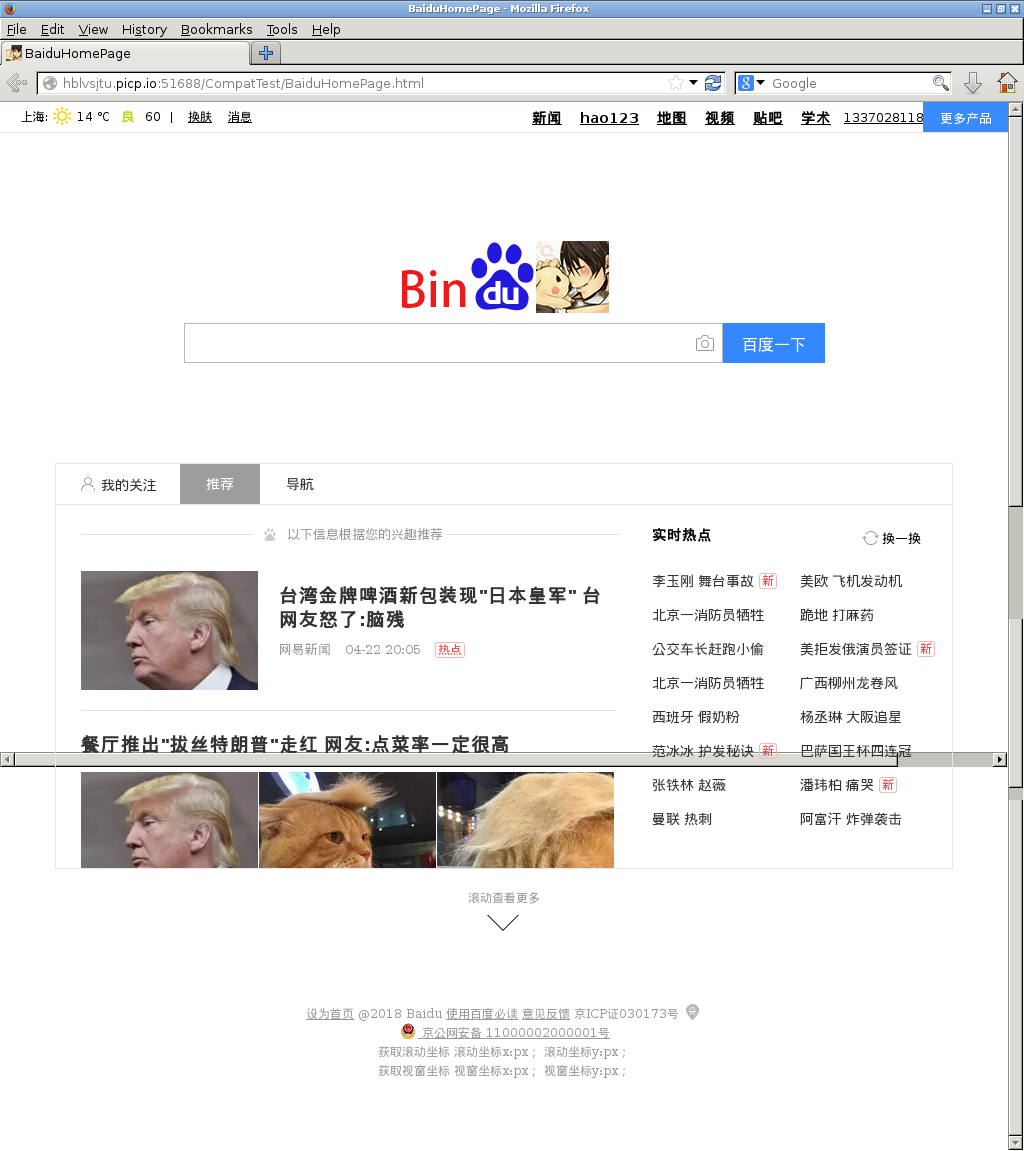 BaiduHomePage - Mozilla Firefox
File Edit View History Bookmarks Tools Help
BaiduHomePage
hblvsjtu.picp.io:51688/CompatTest/BaiduHomePage.html
Google
上海: 14 ℃ 良 60 | 换肤 消息 新闻 hao123 地图 视频 贴吧 学术 1337028118 更多产品
Bin du
百度一下
我的关注 推荐 导航
以下信息根据您的兴趣推荐
实时热点 换一换
台湾金牌啤酒新包装现"日本皇军" 台
网友怒了:脑残
网易新闻 04-22 20:05 热点
餐厅推出"拔丝特朗普"走红 网友:点菜率一定很高
李玉刚 舞台事故 新 美欧 飞机发动机
北京一消防员牺牲 跪地 打麻药
公交车长赶跑小偷 美拒发俄演员签证 新
北京一消防员牺牲 广西柳州龙卷风
西班牙 假奶粉 杨丞琳 大阪追星
范冰冰 护发秘诀 新 巴萨国王杯四连冠
张铁林 赵薇 潘玮柏 痛哭 新
曼联 热刺 阿富汗 炸弹袭击
滚动查看更多
设为首页 @2018 Baidu 使用百度必读 意见反馈 京ICP证030173号
京公网安备 11000002000001号
获取滚动坐标 滚动坐标x:px； 滚动坐标y:px；
获取视窗坐标 视窗坐标x:px； 视窗坐标y:px；